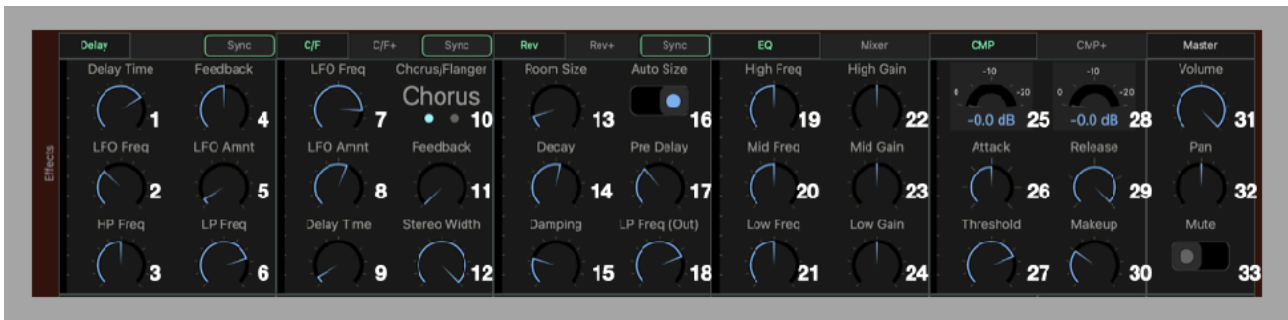 Delay Sync C/F C/F+ Sync Rev Rev+ Sync EQ Mixer CMP CMP+ Master
Delay Time Feedback LFO Freq Chorus/Flanger Room Size Auto Size High Freq High Gain -10 -10 Volume
Chorus 0 -20 0 -20
1 4 7 10 13 16 19 22 -0.0 dB 25 -0.0 dB 28 31
LFO Freq LFO Amnt LFO Amnt Feedback Decay Pre Delay Mid Freq Mid Gain Attack Release Pan
Effects
2 5 8 11 14 17 20 23 26 29 32
HP Freq LP Freq Delay Time Stereo Width Damping LP Freq (Out) Low Freq Low Gain Threshold Makeup Mute
3 6 9 12 15 18 21 24 27 30 33